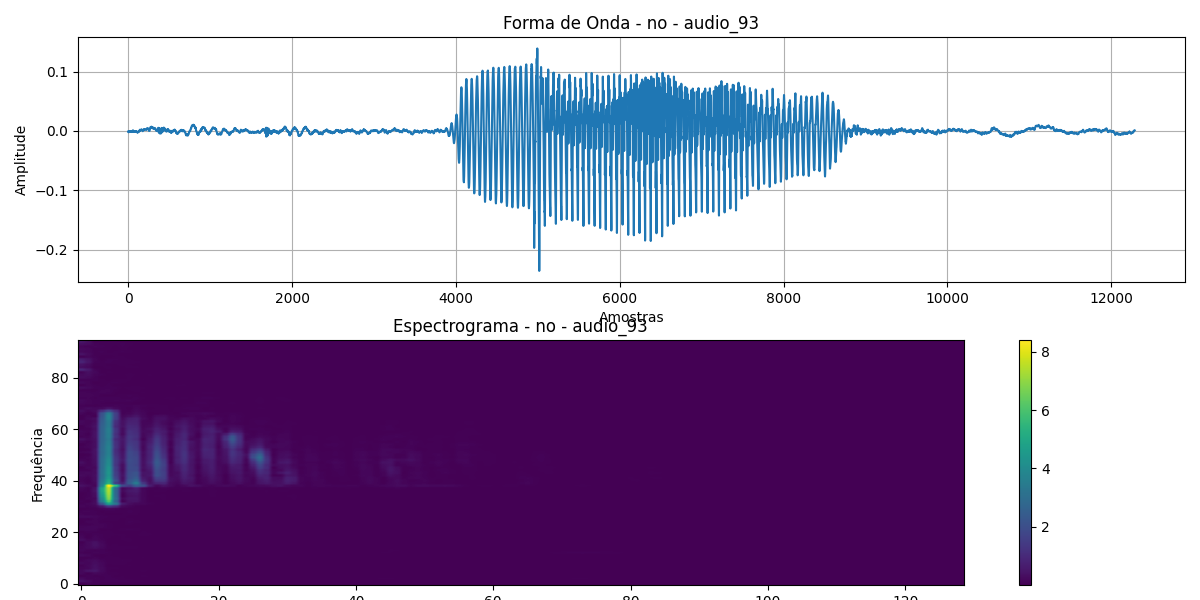 Forma de Onda - no - audio_93
0.1
0.0
−0.1
−0.2
Amplitude
0 2000 4000 6000 8000 10000 12000
Amostras
Espectrograma - no - audio_93
80
60
40
20
0
Frequência
8
6
4
2
0 20 40 60 80 100 120